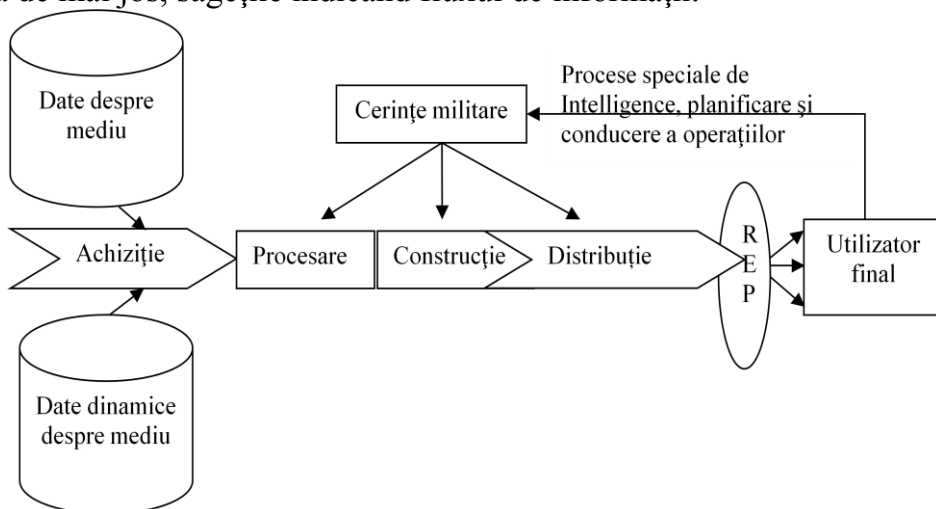 de mai jos, săgeţile indicând fluxul de informaţii.
Date despre
mediu
Cerinţe militare
Procese speciale de
Intelligence, planificare şi
conducere a operaţiilor
Achiziţie
Procesare
Construcţie
Distribuţie
R
E
P
Utilizator
final
Date dinamice
despre mediu